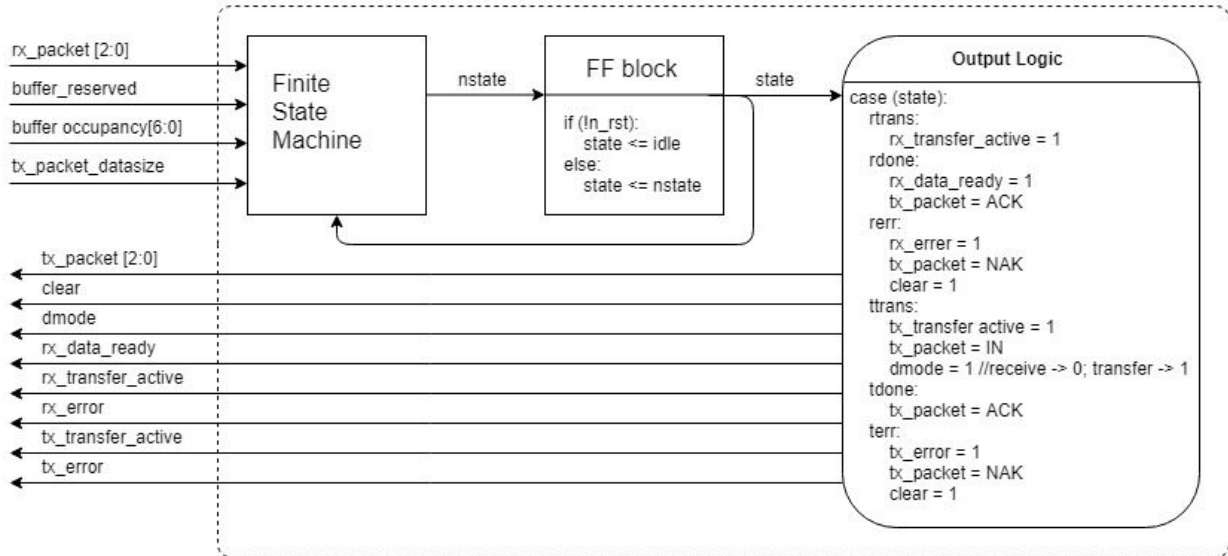 rx_packet [2:0]
buffer_reserved
buffer occupancy[6:0]
tx_packet_datasize
Finite
State
Machine
nstate
FF block
if (!n_rst):
state <= idle
else:
state <= nstate
state
Output Logic
case (state):
rtrans:
rx_transfer_active = 1
rdone:
rx_data_ready = 1
tx_packet = ACK
rerr:
rx_errer = 1
tx_packet = NAK
clear = 1
ttrans:
tx_transfer active = 1
tx_packet = IN
dmode = 1 //receive -> 0; transfer -> 1
tdone:
tx_packet = ACK
terr:
tx_error = 1
tx_packet = NAK
clear = 1
tx_packet [2:0]
clear
dmode
rx_data_ready
rx_transfer_active
rx_error
tx_transfer_active
tx_error